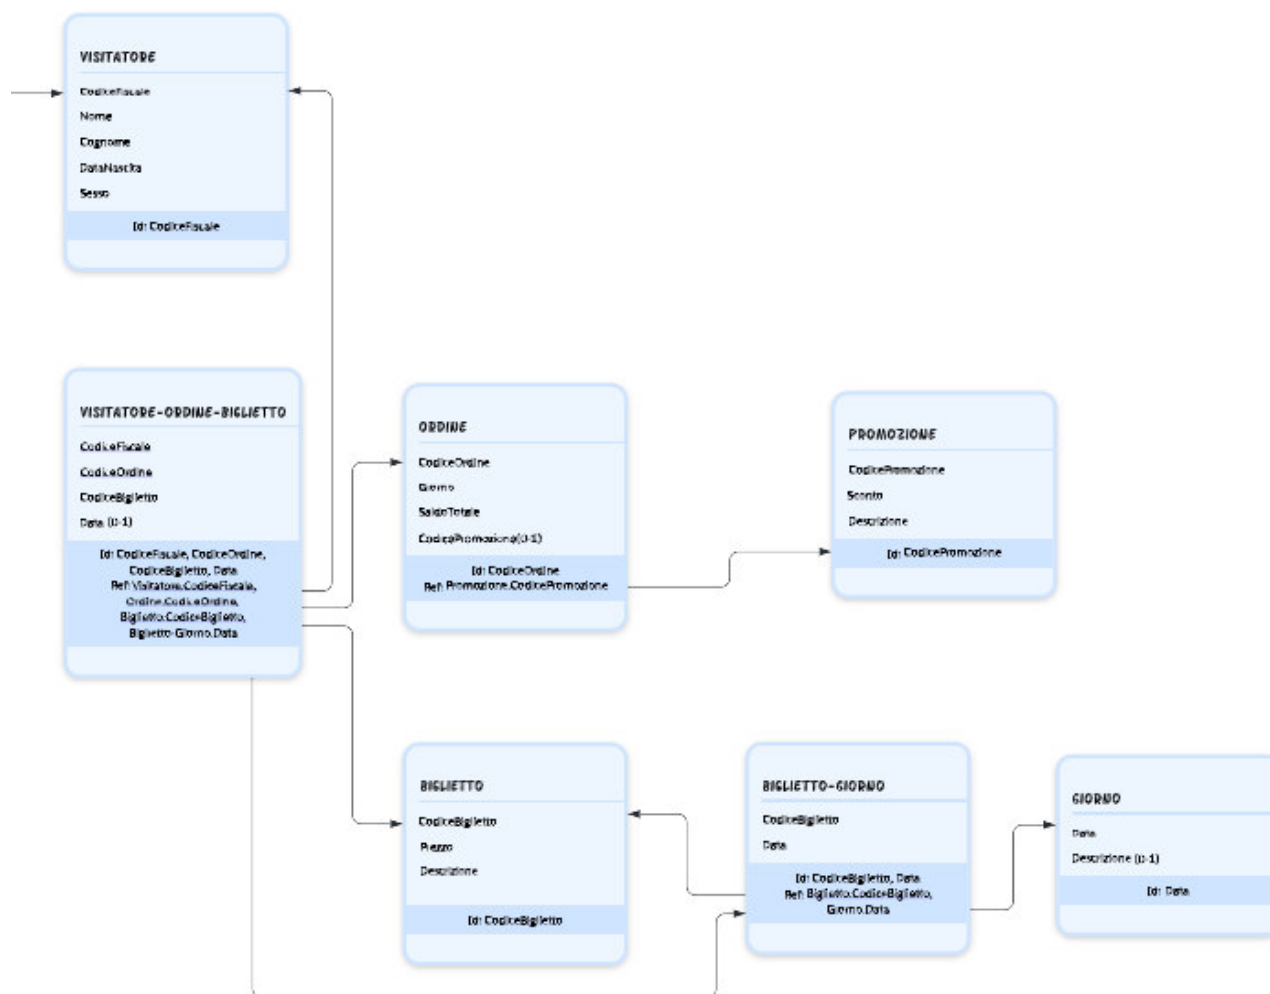 VISITATORE
CodiceFiscale
Nome
Cognome
DataNascita
Sesso
Id: CodiceFiscale
VISITATORE-ORDINE-BIGLIETTO
CodiceFiscale
CodiceOrdine
CodiceBiglietto
Data (0-1)
Id: CodiceFiscale, CodiceOrdine,
CodiceBiglietto, Data
Ref: Visitatore.CodiceFiscale,
Ordine.CodiceOrdine,
Biglietto.CodiceBiglietto,
Biglietto-Giorno.Data
ORDINE
CodiceOrdine
Giorno
SaldoTotale
CodicePromozione(0-1)
Id: CodiceOrdine
Ref: Promozione.CodicePromozione
PROMOZIONE
CodicePromozione
Sconto
Descrizione
Id: CodicePromozione
BIGLIETTO
CodiceBiglietto
Prezzo
Descrizione
Id: CodiceBiglietto
BIGLIETTO-GIORNO
CodiceBiglietto
Data
Id: CodiceBiglietto, Data
Ref: Biglietto.CodiceBiglietto,
Giorno.Data
GIORNO
Data
Descrizione (0-1)
Id: Data